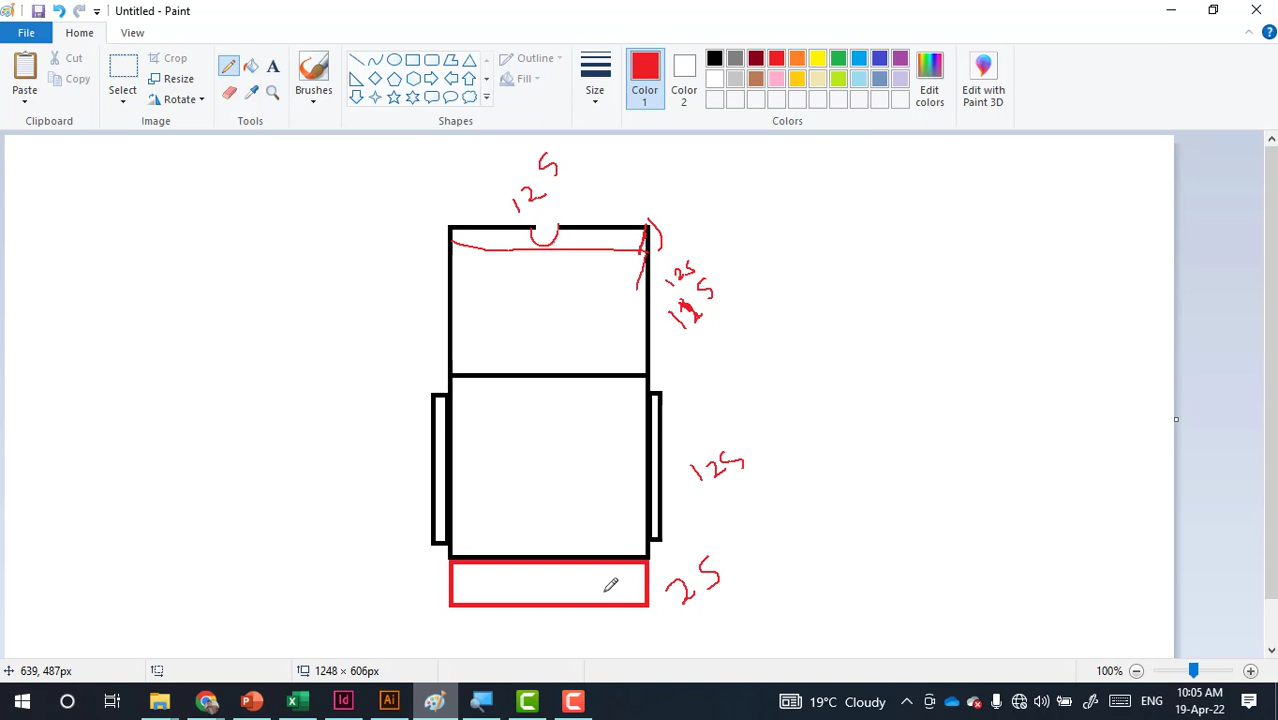 Untitled - Paint
File
Home
View
Paste
Cut
Copy
Clipboard
Select
Crop
Resize
Rotate
Image
A
Tools
Brushes
Shapes
Outline
Fill
Size
Color 1
Color 2
Edit colors
Colors
Edit with Paint 3D
125
125
125
125
25
639, 487px
1248 × 606px
100%
19°C Cloudy
ENG
10:05 AM
19-Apr-22